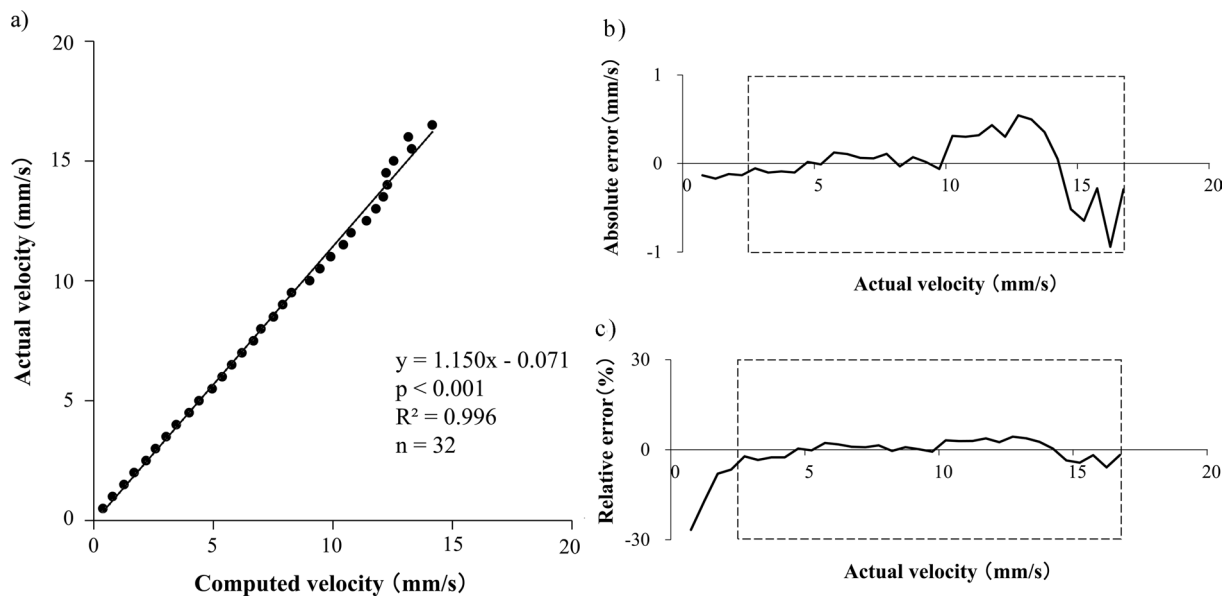 a)
20
15
10
5
0
Actual velocity (mm/s)
y = 1.150x - 0.071
p < 0.001
R² = 0.996
n = 32
0 5 10 15 20
Computed velocity（mm/s）
b)
1
0
-1
Absolute error（mm/s）
0 5 10 15 20
Actual velocity（mm/s）
c)
30
0
-30
Relative error（%）
0 5 10 15 20
Actual velocity（mm/s）